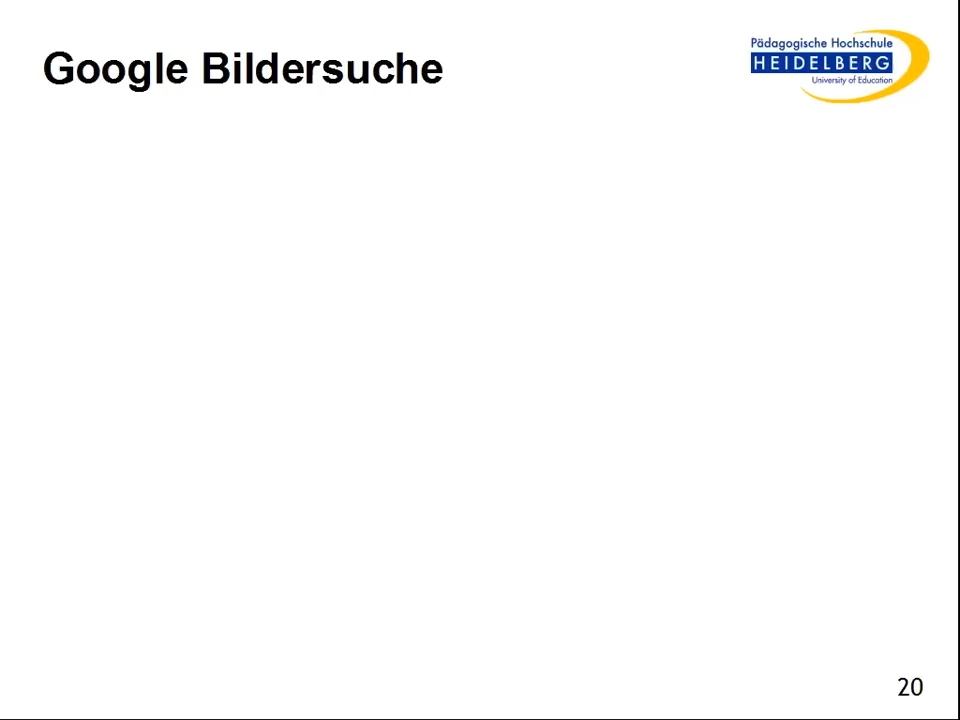 Google Bildersuche
Pädagogische Hochschule
HEIDELBERG
University of Education
20